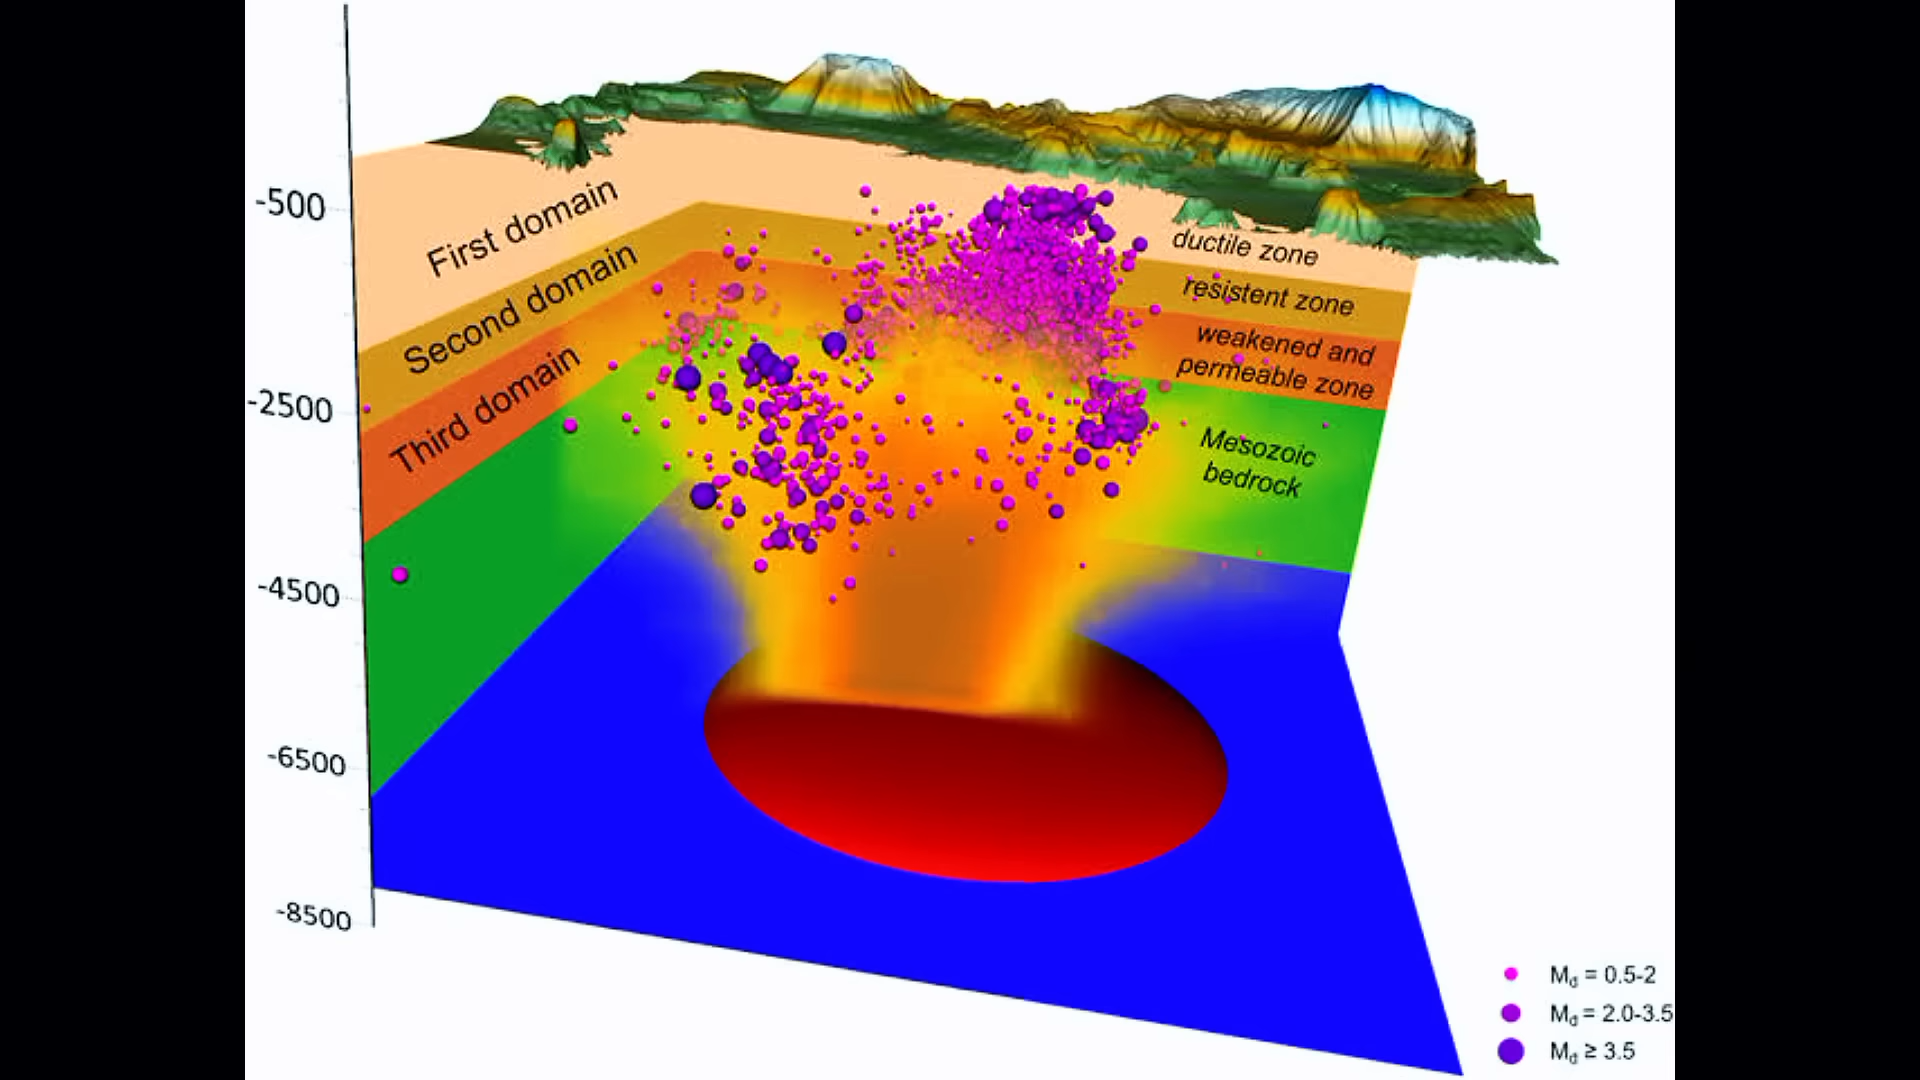 -500
-2500
-4500
-6500
-8500
First domain
Second domain
Third domain
ductile zone
resistent zone
weakened and
permeable zone
Mesozoic
bedrock
Md = 0.5-2
Md = 2.0-3.5
Md ≥ 3.5